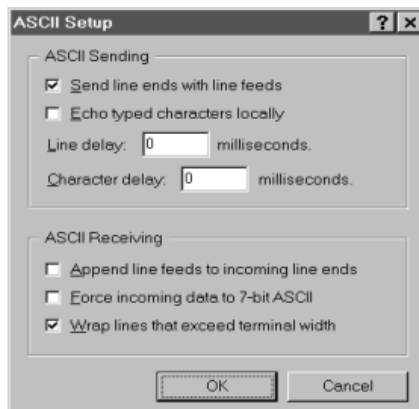 ASCII Setup
ASCII Sending
Send line ends with line feeds
Echo typed characters locally
Line delay: 0 milliseconds.
Character delay: 0 milliseconds.
ASCII Receiving
Append line feeds to incoming line ends
Force incoming data to 7-bit ASCII
Wrap lines that exceed terminal width
OK Cancel